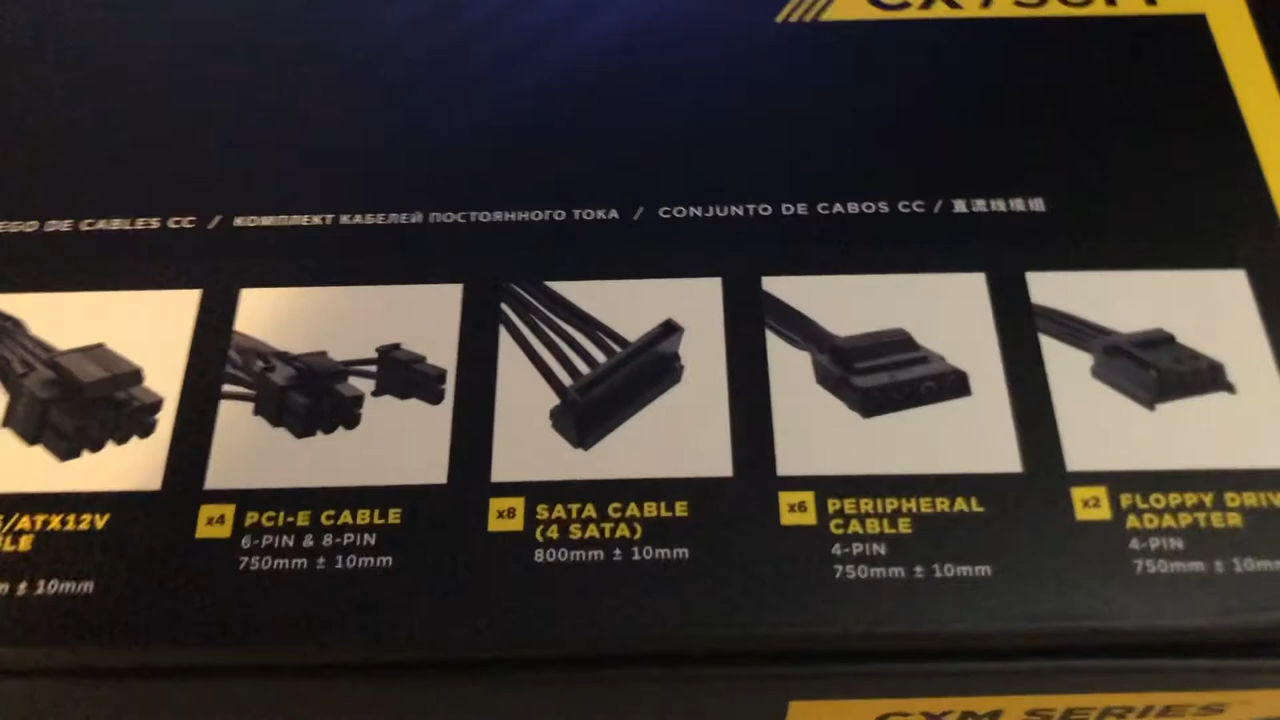 EGO DE CABLES CC / КОМПЛЕКТ КАБЕЛЕЙ ПОСТОЯННОГО ТОКА / CONJUNTO DE CABOS CC / 直流线模组
/ATX12V
x4 PCI-E CABLE
6-PIN & 8-PIN
750mm ± 10mm
x8 SATA CABLE
(4 SATA)
800mm ± 10mm
x6 PERIPHERAL
CABLE
4-PIN
750mm ± 10mm
x2 FLOPPY DRIV
ADAPTER
4-PIN
750mm ± 10mm
m ± 10mm
CXM SERIES